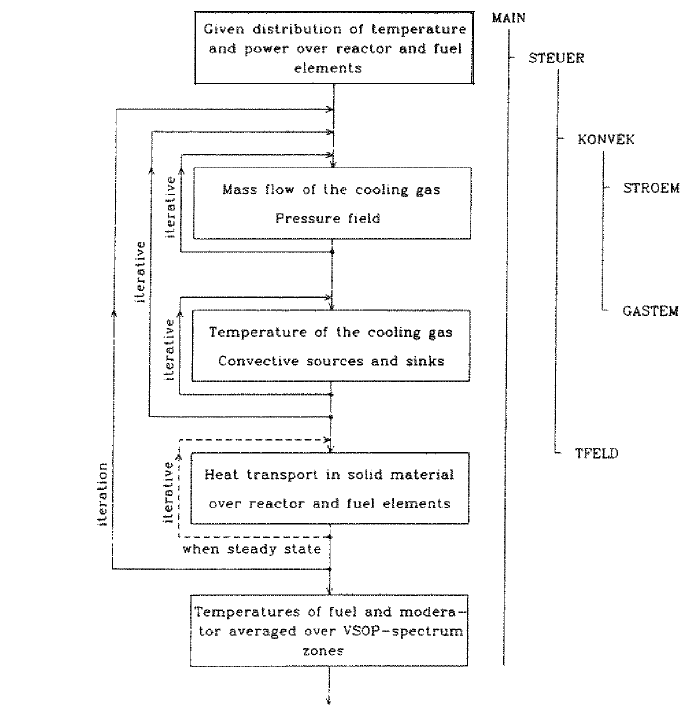 MAIN
Given distribution of temperature
and power over reactor and fuel
elements
STEUER
KONVEK
Mass flow of the cooling gas
Pressure field
iterative
STROEM
iterative
GASTEM
Temperature of the cooling gas
Convective sources and sinks
iterative
TFELD
Heat transport in solid material
over reactor and fuel elements
iterative
iteration
when steady state
Temperatures of fuel and modera-
tor averaged over VSOP-spectrum
zones